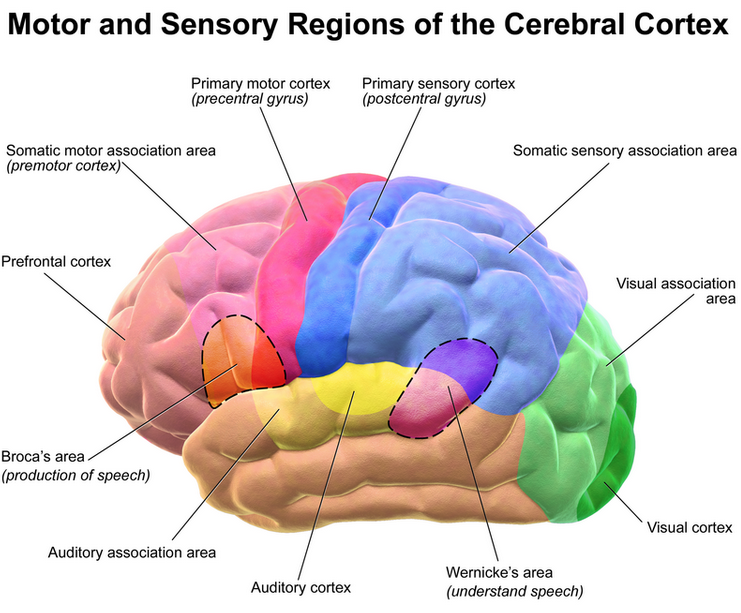 Motor and Sensory Regions of the Cerebral Cortex
Primary motor cortex
(precentral gyrus)
Primary sensory cortex
(postcentral gyrus)
Somatic motor association area
(premotor cortex)
Somatic sensory association area
Prefrontal cortex
Visual association
area
Broca's area
(production of speech)
Visual cortex
Auditory association area
Auditory cortex
Wernicke's area
(understand speech)